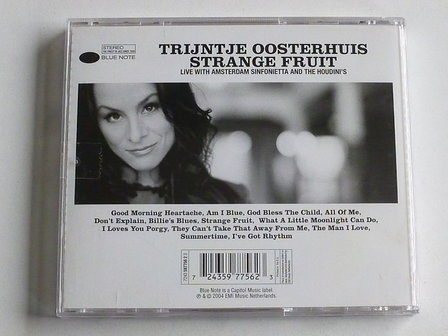 STEREO
BLUE NOTE
TRIJNTJE OOSTERHUIS
STRANGE FRUIT
LIVE WITH AMSTERDAM SINFONIETTA AND THE HOUDINI'S
Good Morning Heartache, Am I Blue, God Bless The Child, All Of Me,
Don't Explain, Billie's Blues, Strange Fruit, What A Little Moonlight Can Do,
I Loves You Porgy, They Can't Take That Away From Me, The Man I Love,
Summertime, I've Got Rhythm
7 24359 77562 3
Blue Note is a Capitol Music label.
℗ & © 2004 EMI Music Netherlands.